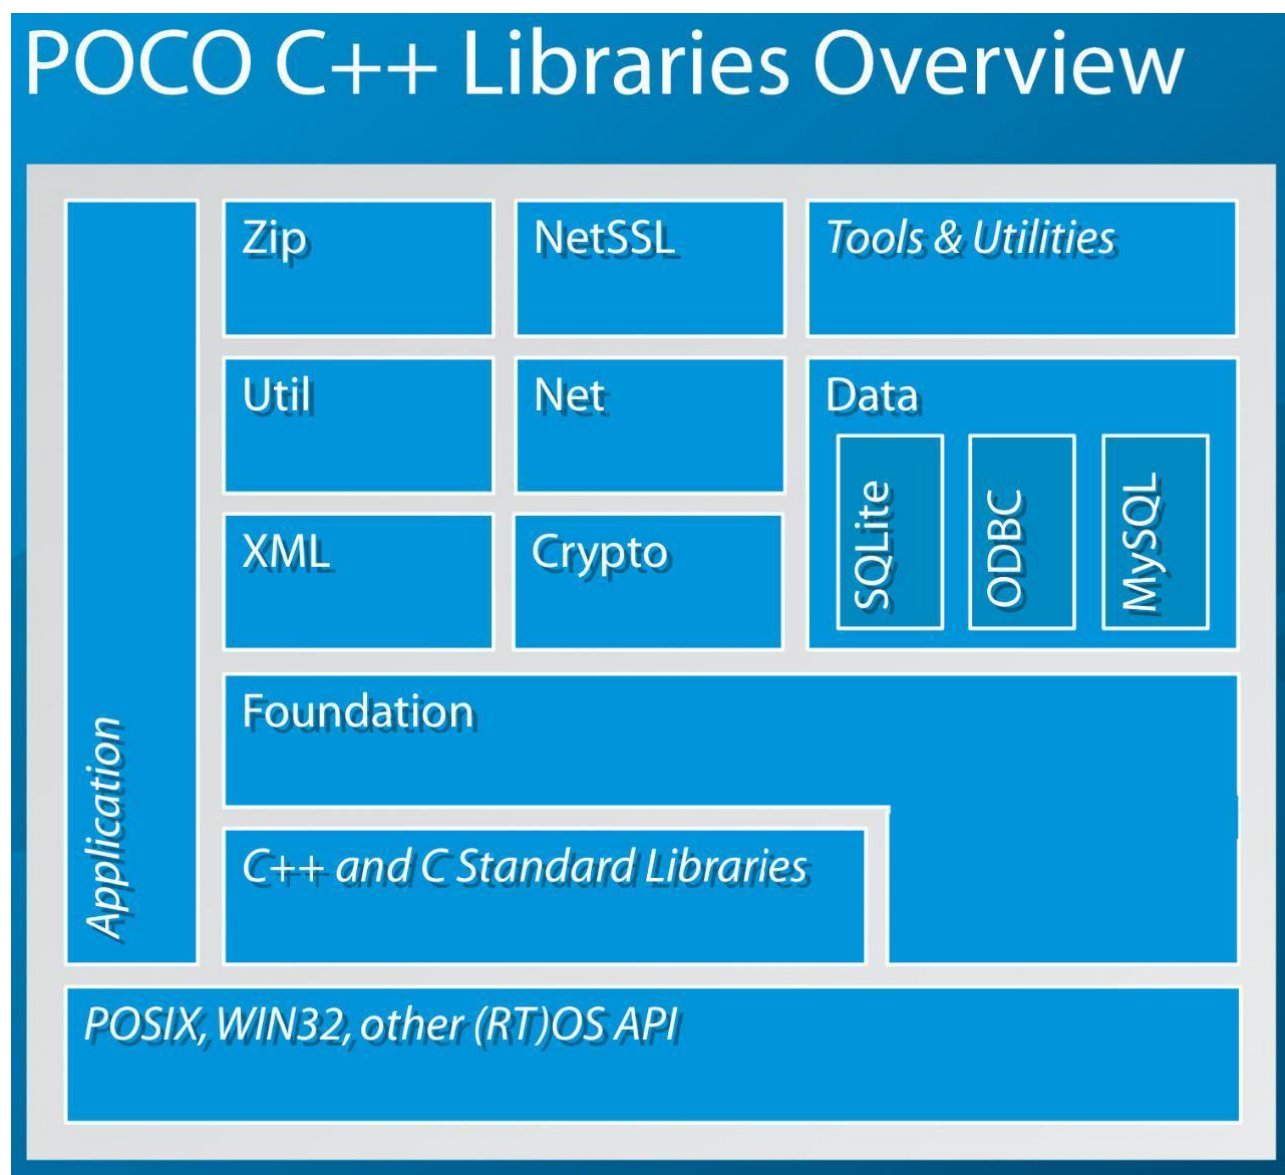 POCO C++ Libraries Overview
Zip
NetSSL
Tools & Utilities
Util
Net
Data
SQLite
ODBC
MySQL
XML
Crypto
Foundation
Application
C++ and C Standard Libraries
POSIX, WIN32, other (RT)OS API